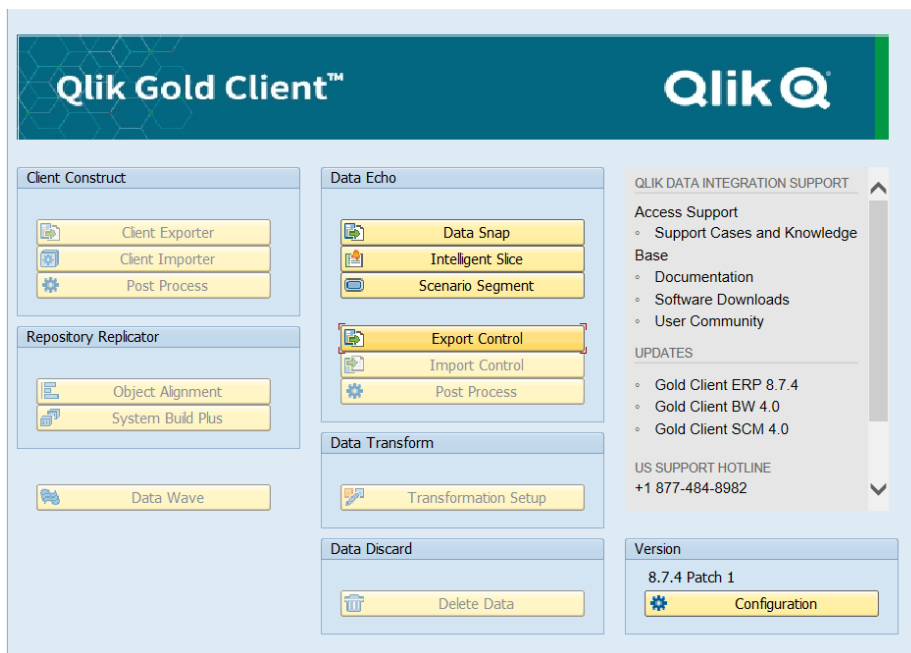 Qlik Gold Client™
Qlik
Client Construct
Client Exporter
Client Importer
Post Process
Repository Replicator
Object Alignment
System Build Plus
Data Wave
Data Echo
Data Snap
Intelligent Slice
Scenario Segment
Export Control
Import Control
Post Process
Data Transform
Transformation Setup
Data Discard
Delete Data
QLIK DATA INTEGRATION SUPPORT
Access Support
◦ Support Cases and Knowledge
Base
◦ Documentation
◦ Software Downloads
◦ User Community
UPDATES
◦ Gold Client ERP 8.7.4
◦ Gold Client BW 4.0
◦ Gold Client SCM 4.0
US SUPPORT HOTLINE
+1 877-484-8982
Version
8.7.4 Patch 1
Configuration